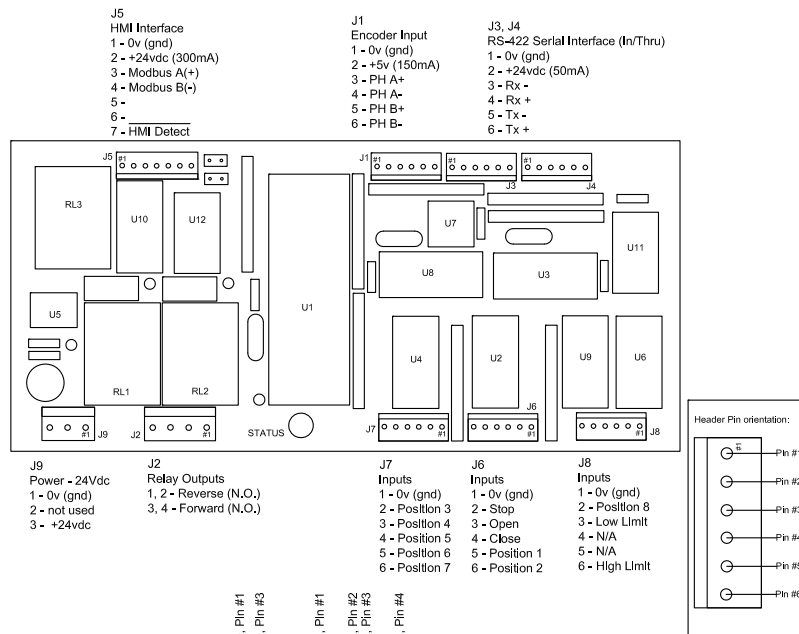 J5
HMI Interface
1 - 0v (gnd)
2 - +24vdc (300mA)
3 - Modbus A(+)
4 - Modbus B(-)
5 -
6 -
7 - HMI Detect
J1
Encoder Input
1 - 0v (gnd)
2 - +5v (150mA)
3 - PH A+
4 - PH A-
5 - PH B+
6 - PH B-
J3, J4
RS-422 Serial Interface (In/Thru)
1 - 0v (gnd)
2 - +24vdc (50mA)
3 - Rx -
4 - Rx +
5 - Tx -
6 - Tx +
J5 #1
J1 #1
#1
#1
J3
J4
RL3
U10
U12
U7
U11
U8
U3
U1
U5
U4
U2
U9
U6
RL1
RL2
#1 J9
J2 #1
STATUS
J7 #1
J6
#1
#1 J8
J9
Power - 24Vdc
1 - 0v (gnd)
2 - not used
3 - +24vdc
J2
Relay Outputs
1, 2 - Reverse (N.O.)
3, 4 - Forward (N.O.)
J7
Inputs
1 - 0v (gnd)
2 - Position 3
3 - Position 4
4 - Position 5
5 - Position 6
6 - Position 7
J6
Inputs
1 - 0v (gnd)
2 - Stop
3 - Open
4 - Close
5 - Position 1
6 - Position 2
J8
Inputs
1 - 0v (gnd)
2 - Position 8
3 - Low Limit
4 - N/A
5 - N/A
6 - High Limit
Header Pin orientation:
#1
Pin #1
Pin #2
Pin #3
Pin #4
Pin #5
Pin #6
, Pin #1
, Pin #3
, Pin #1
, Pin #2
, Pin #3
, Pin #4